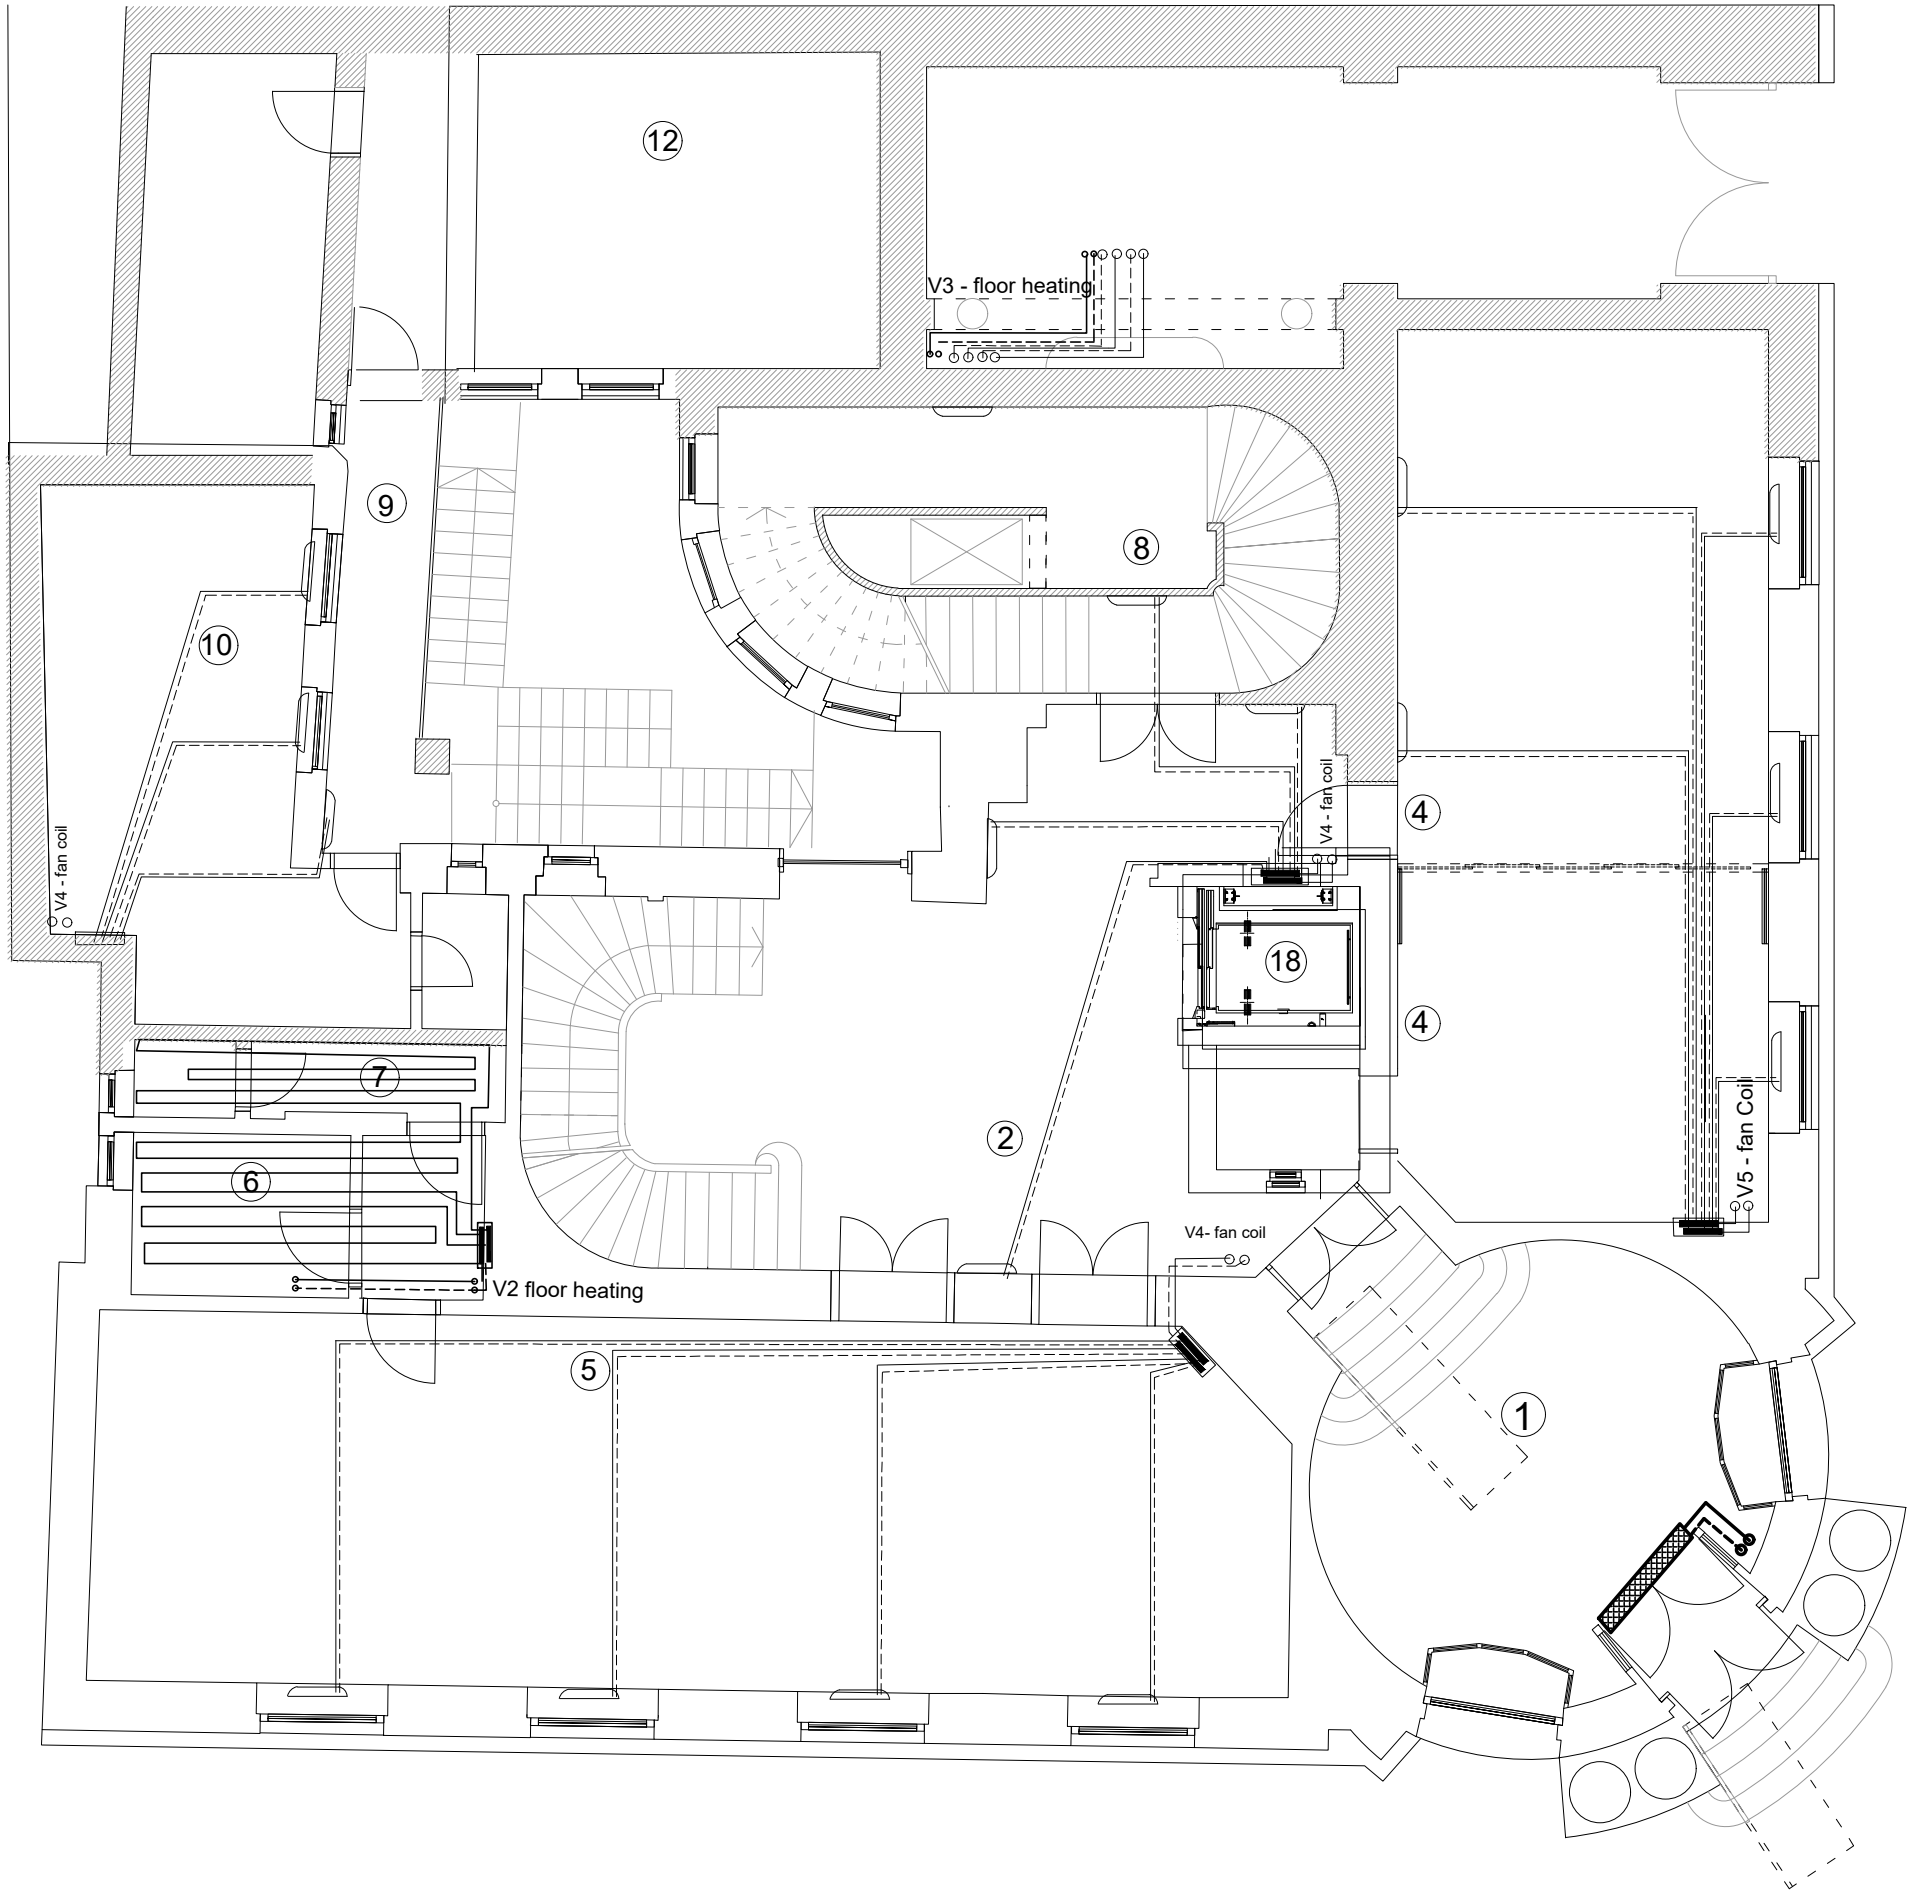 12
V3 - floor heating
9
8
10
V4 - fan coil
4
V4 - fan coil
18
4
7
2
6
V5 - fan Coil
V4- fan coil
V2 floor heating
5
1